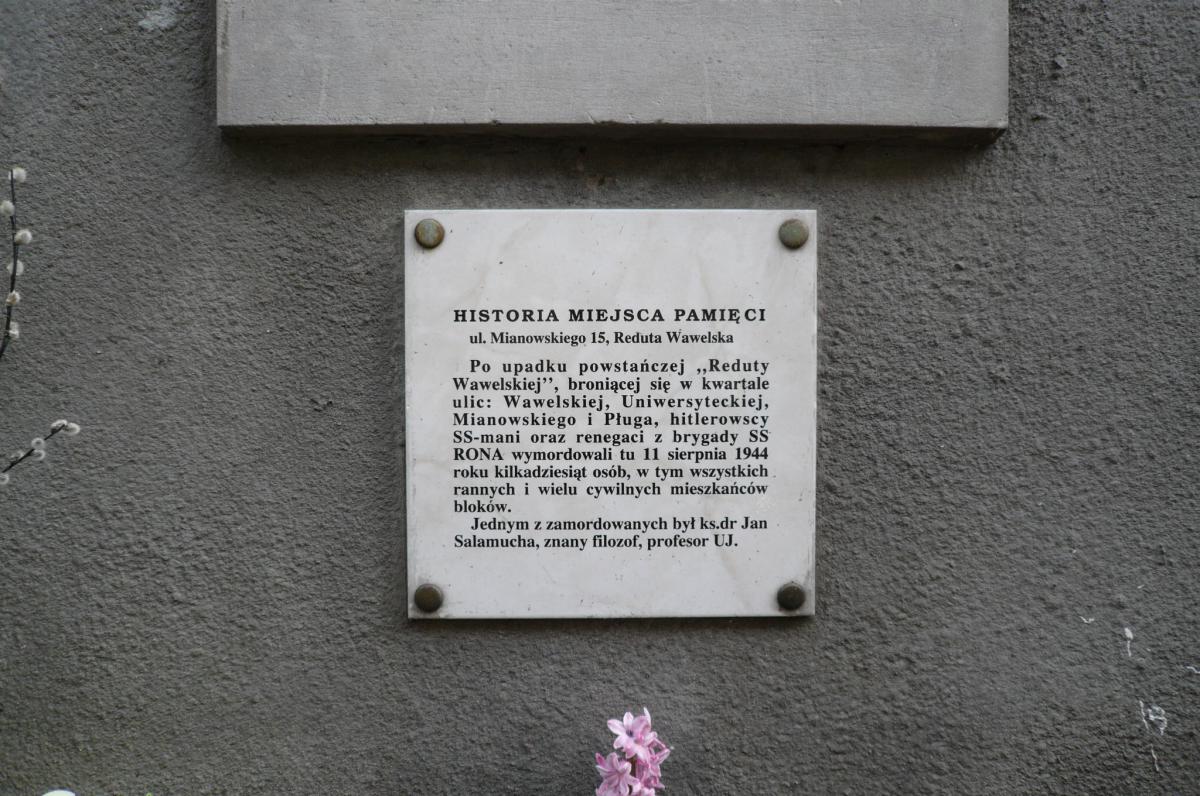 HISTORIA MIEJSCA PAMIĘCI
ul. Mianowskiego 15, Reduta Wawelska
Po upadku powstańczej ,,Reduty
Wawelskiej’’, broniącej się w kwartale
ulic: Wawelskiej, Uniwersyteckiej,
Mianowskiego i Pługa, hitlerowscy
SS-mani oraz renegaci z brygady SS
RONA wymordowali tu 11 sierpnia 1944
roku kilkadziesiąt osób, w tym wszystkich
rannych i wielu cywilnych mieszkańców
bloków.
Jednym z zamordowanych był ks.dr Jan
Salamucha, znany filozof, profesor UJ.